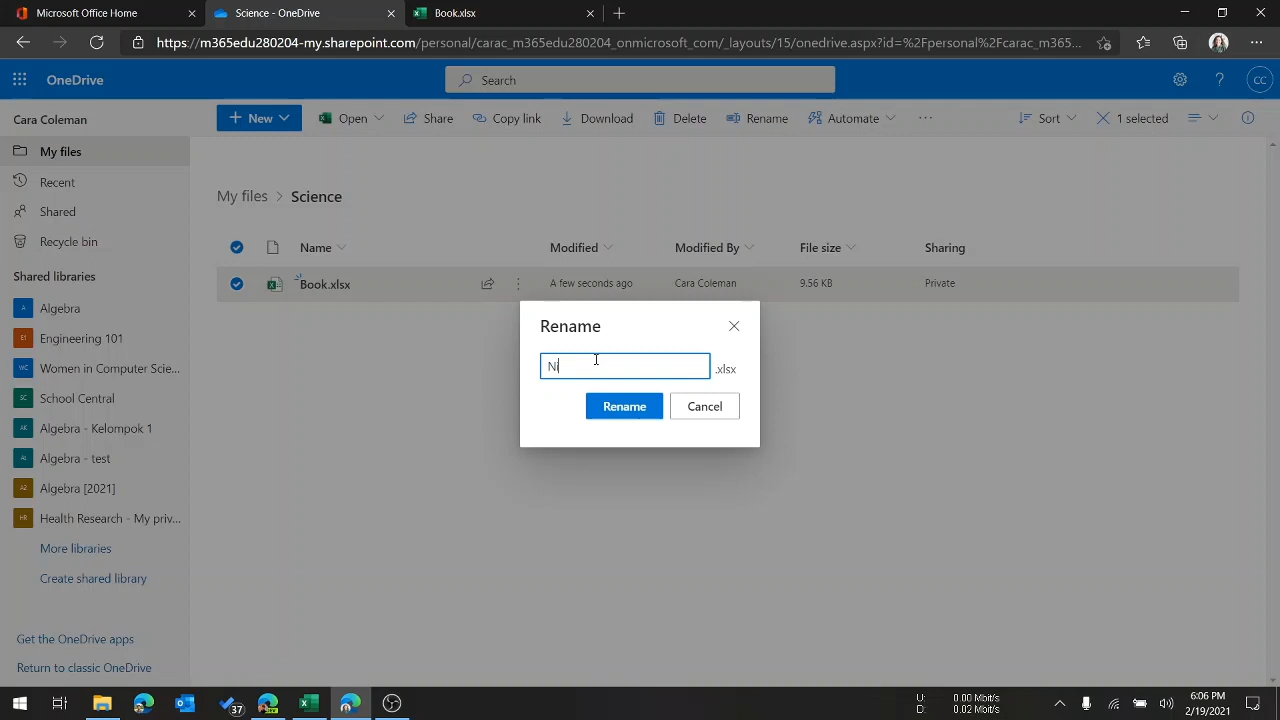 Microsoft Office Home
Science - OneDrive
Book.xlsx
https://m365edu280204-my.sharepoint.com/personal/carac_m365edu280204_onmicrosoft_com/_layouts/15/onedrive.aspx?id=%2Fpersonal%2Fcarac_m365...
OneDrive
Search
CC
Cara Coleman
New
Open
Share
Copy link
Download
Delete
Rename
Automate
Sort
1 selected
My files
Recent
Shared
Recycle bin
Shared libraries
A Algebra
E1 Engineering 101
WC Women in Computer Scie...
SC School Central
AK Algebra - Kelompok 1
Algebra - test
Algebra [2021]
HR Health Research - My priv...
More libraries
Create shared library
Get the OneDrive apps
Return to classic OneDrive
My files > Science
Name Modified Modified By File size Sharing
Book.xlsx A few seconds ago Cara Coleman 9.56 KB Private
Rename
Ni .xlsx
Rename Cancel
37
U: 0.00 Mbit/s
D: 0.02 Mbit/s
6:06 PM
2/19/2021